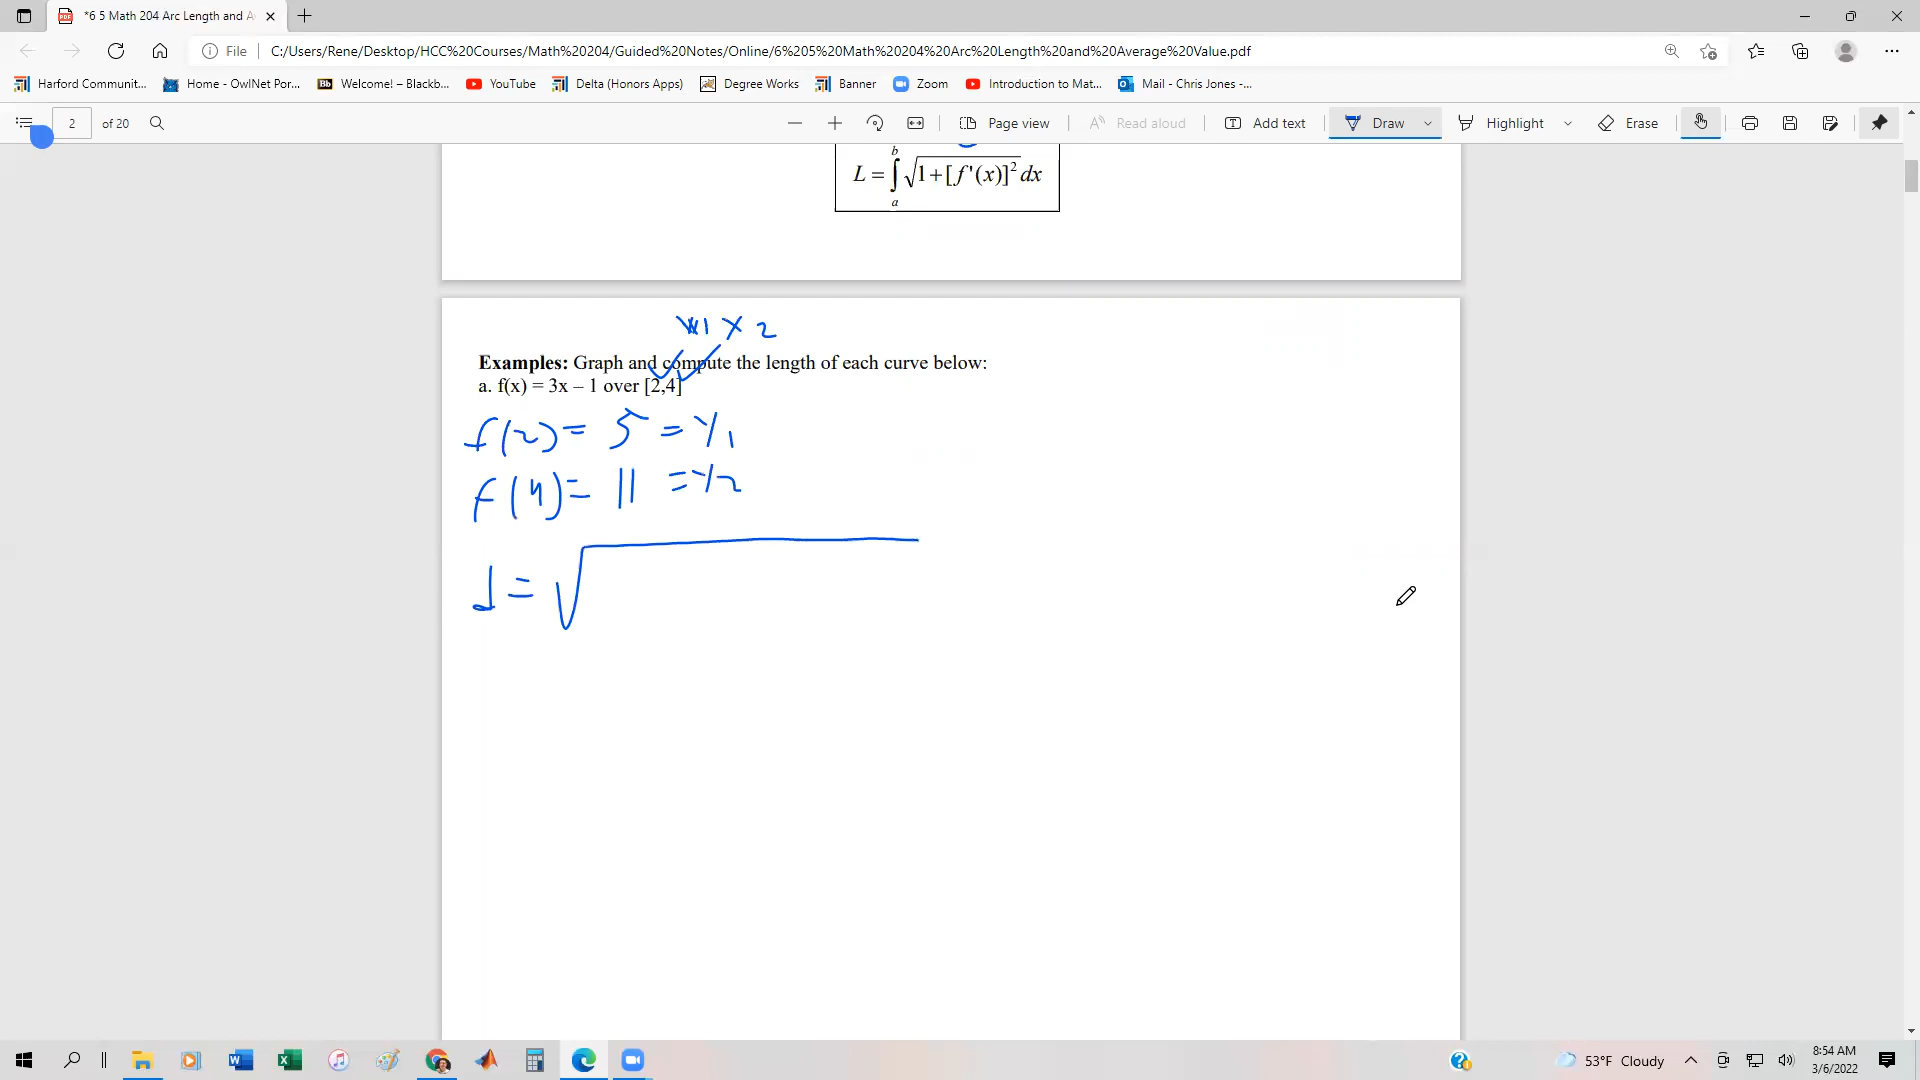 *6 5 Math 204 Arc Length and A
File C:/Users/Rene/Desktop/HCC%20Courses/Math%20204/Guided%20Notes/Online/6%205%20Math%20204%20Arc%20Length%20and%20Average%20Value.pdf
Harford Communit... Home - OwlNet Por... Bb Welcome! – Blackb... YouTube Delta (Honors Apps) Degree Works Banner Zoom Introduction to Mat... Mail - Chris Jones -...
2 of 20 Page view Read aloud Add text Draw Highlight Erase
b
L = ∫ √1+[f'(x)]² dx
a
x1 x2
Examples: Graph and compute the length of each curve below:
a. f(x) = 3x – 1 over [2,4]
f(2) = 5 = y1
f(4) = 11 = y2
d = √
53°F Cloudy 8:54 AM
3/6/2022